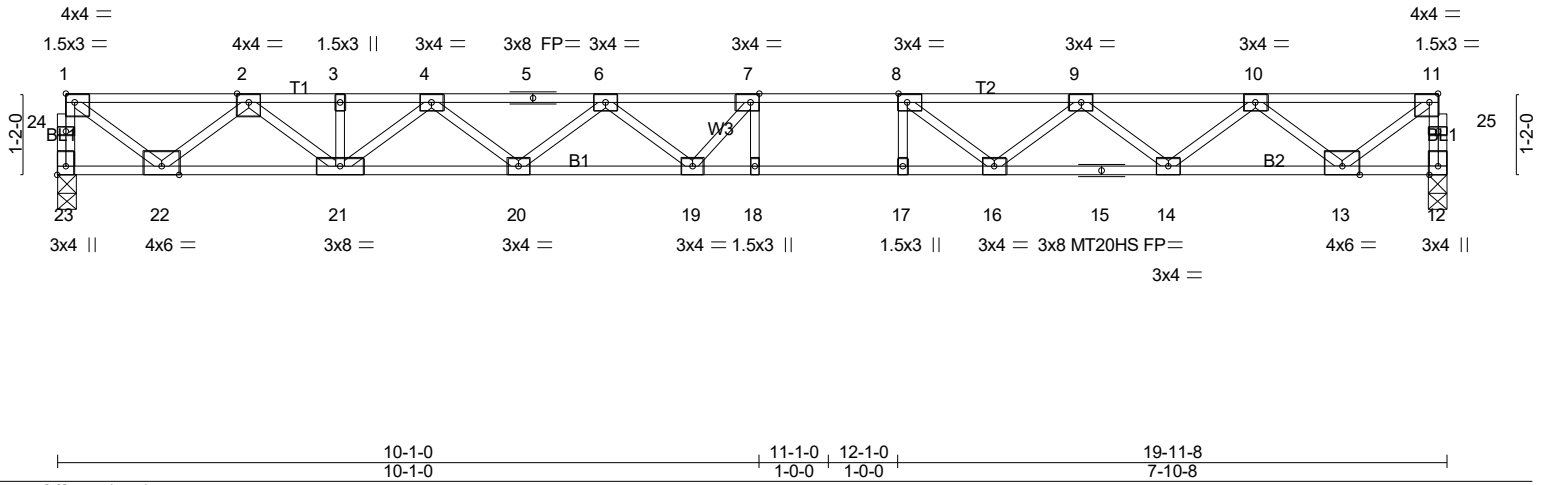 4x4 = 4x4 =
1.5x3 = 4x4 = 1.5x3 || 3x4 = 3x8 FP= 3x4 = 3x4 = 3x4 = 3x4 = 3x4 = 1.5x3 =
1 2 3 4 5 6 7 8 9 10 11
T1 T2
1-2-0 24 BL1 W3 BL1 25 1-2-0
B1 B2
23 22 21 20 19 18 17 16 15 14 13 12
3x4 || 4x6 = 3x8 = 3x4 = 3x4 = 1.5x3 || 1.5x3 || 3x4 = 3x8 MT20HS FP= 4x6 = 3x4 ||
3x4 =
10-1-0 11-1-0 12-1-0 19-11-8
10-1-0 1-0-0 1-0-0 7-10-8